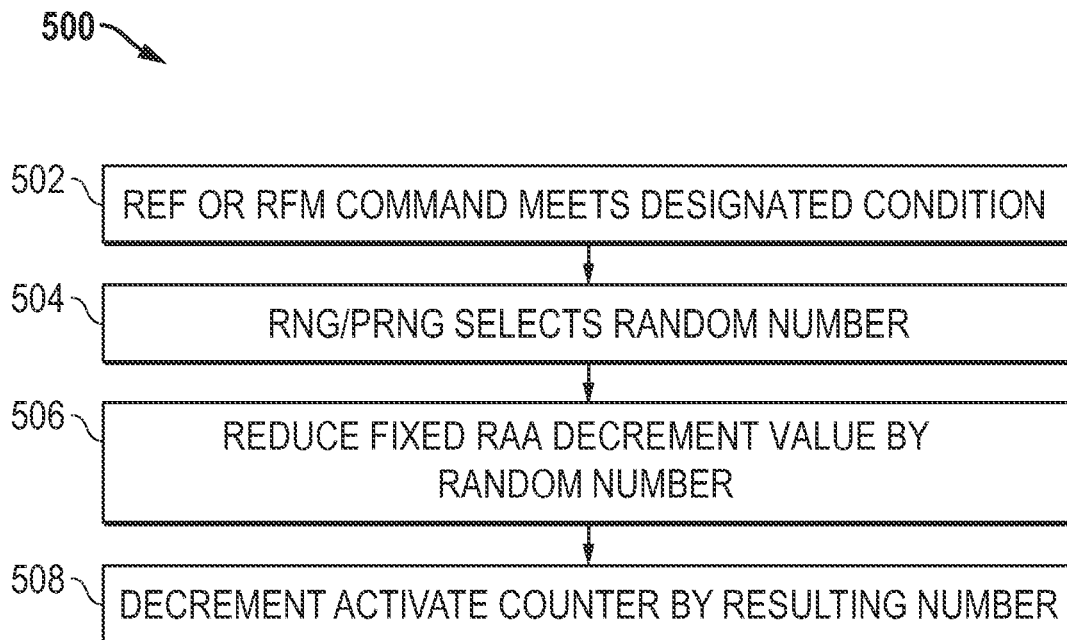 500
502
REF OR RFM COMMAND MEETS DESIGNATED CONDITION
504
RNG/PRNG SELECTS RANDOM NUMBER
506
REDUCE FIXED RAA DECREMENT VALUE BY
RANDOM NUMBER
508
DECREMENT ACTIVATE COUNTER BY RESULTING NUMBER